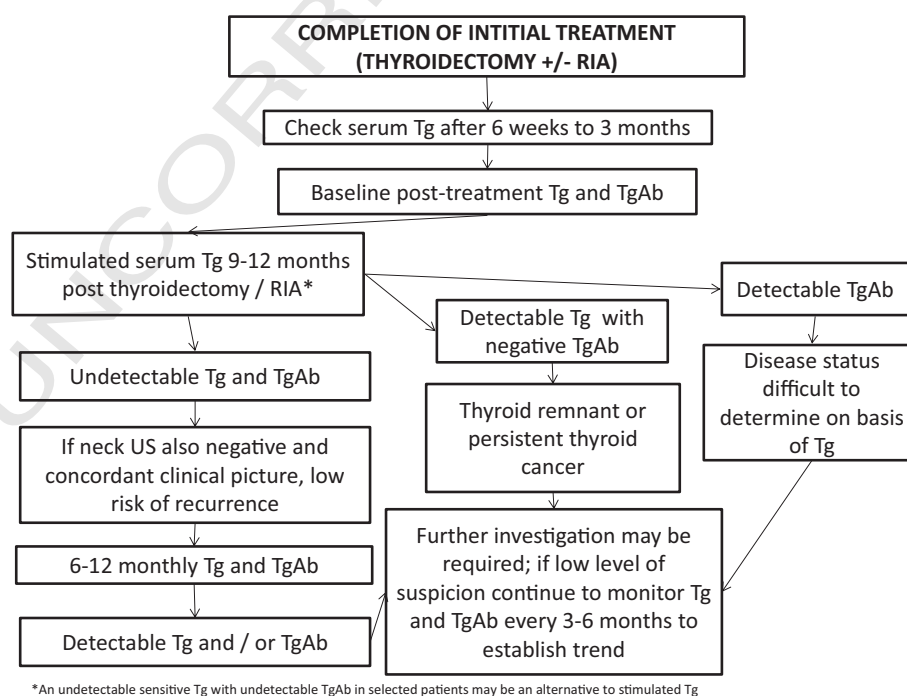 COMPLETION OF INTITIAL TREATMENT
(THYROIDECTOMY +/- RIA)
Check serum Tg after 6 weeks to 3 months
Baseline post-treatment Tg and TgAb
Stimulated serum Tg 9-12 months
post thyroidectomy / RIA*
Detectable Tg with
negative TgAb
Detectable TgAb
Undetectable Tg and TgAb
Thyroid remnant or
persistent thyroid
cancer
Disease status
difficult to
determine on basis
of Tg
If neck US also negative and
concordant clinical picture, low
risk of recurrence
6-12 monthly Tg and TgAb
Detectable Tg and / or TgAb
Further investigation may be
required; if low level of
suspicion continue to monitor Tg
and TgAb every 3-6 months to
establish trend
*An undetectable sensitive Tg with undetectable TgAb in selected patients may be an alternative to stimulated Tg
UNCORR